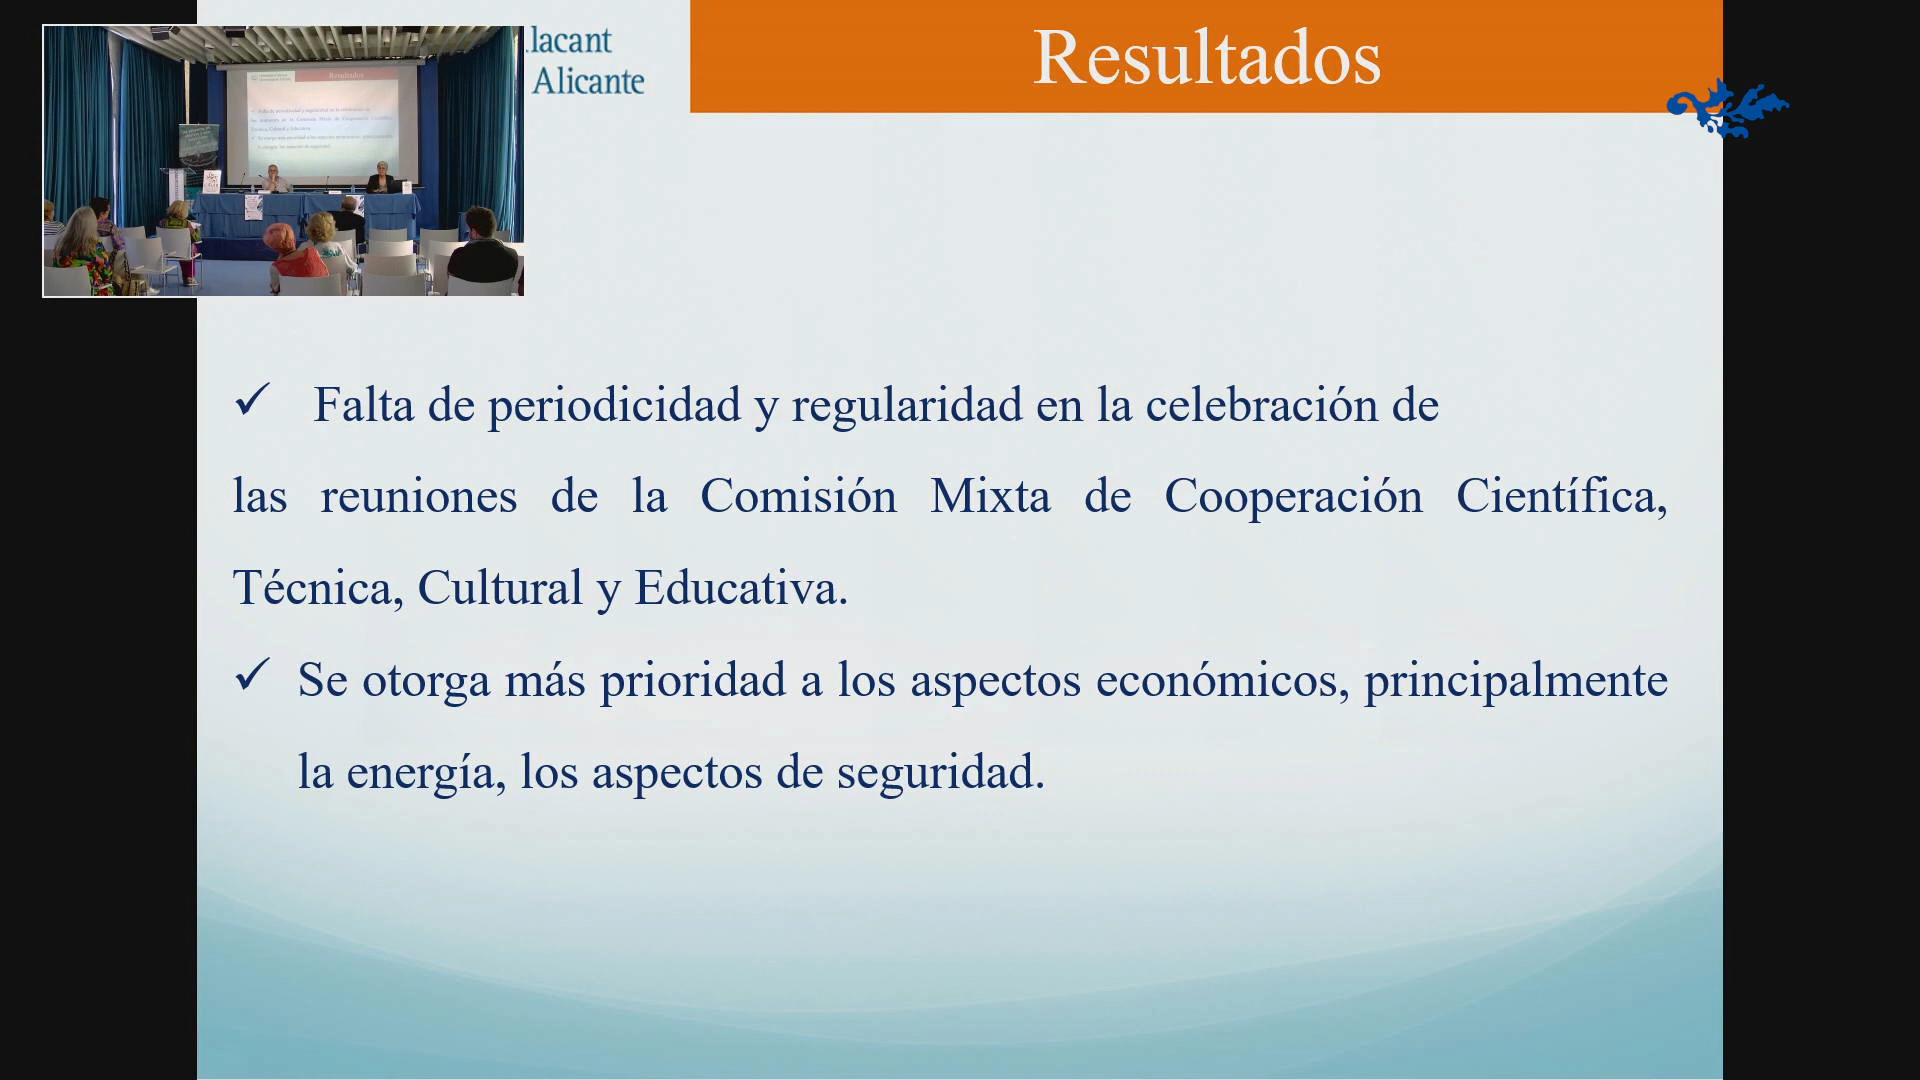 lacant
Alicante
Resultados
✓ Falta de periodicidad y regularidad en la celebración de
las reuniones de la Comisión Mixta de Cooperación Científica,
Técnica, Cultural y Educativa.
✓ Se otorga más prioridad a los aspectos económicos, principalmente
la energía, los aspectos de seguridad.